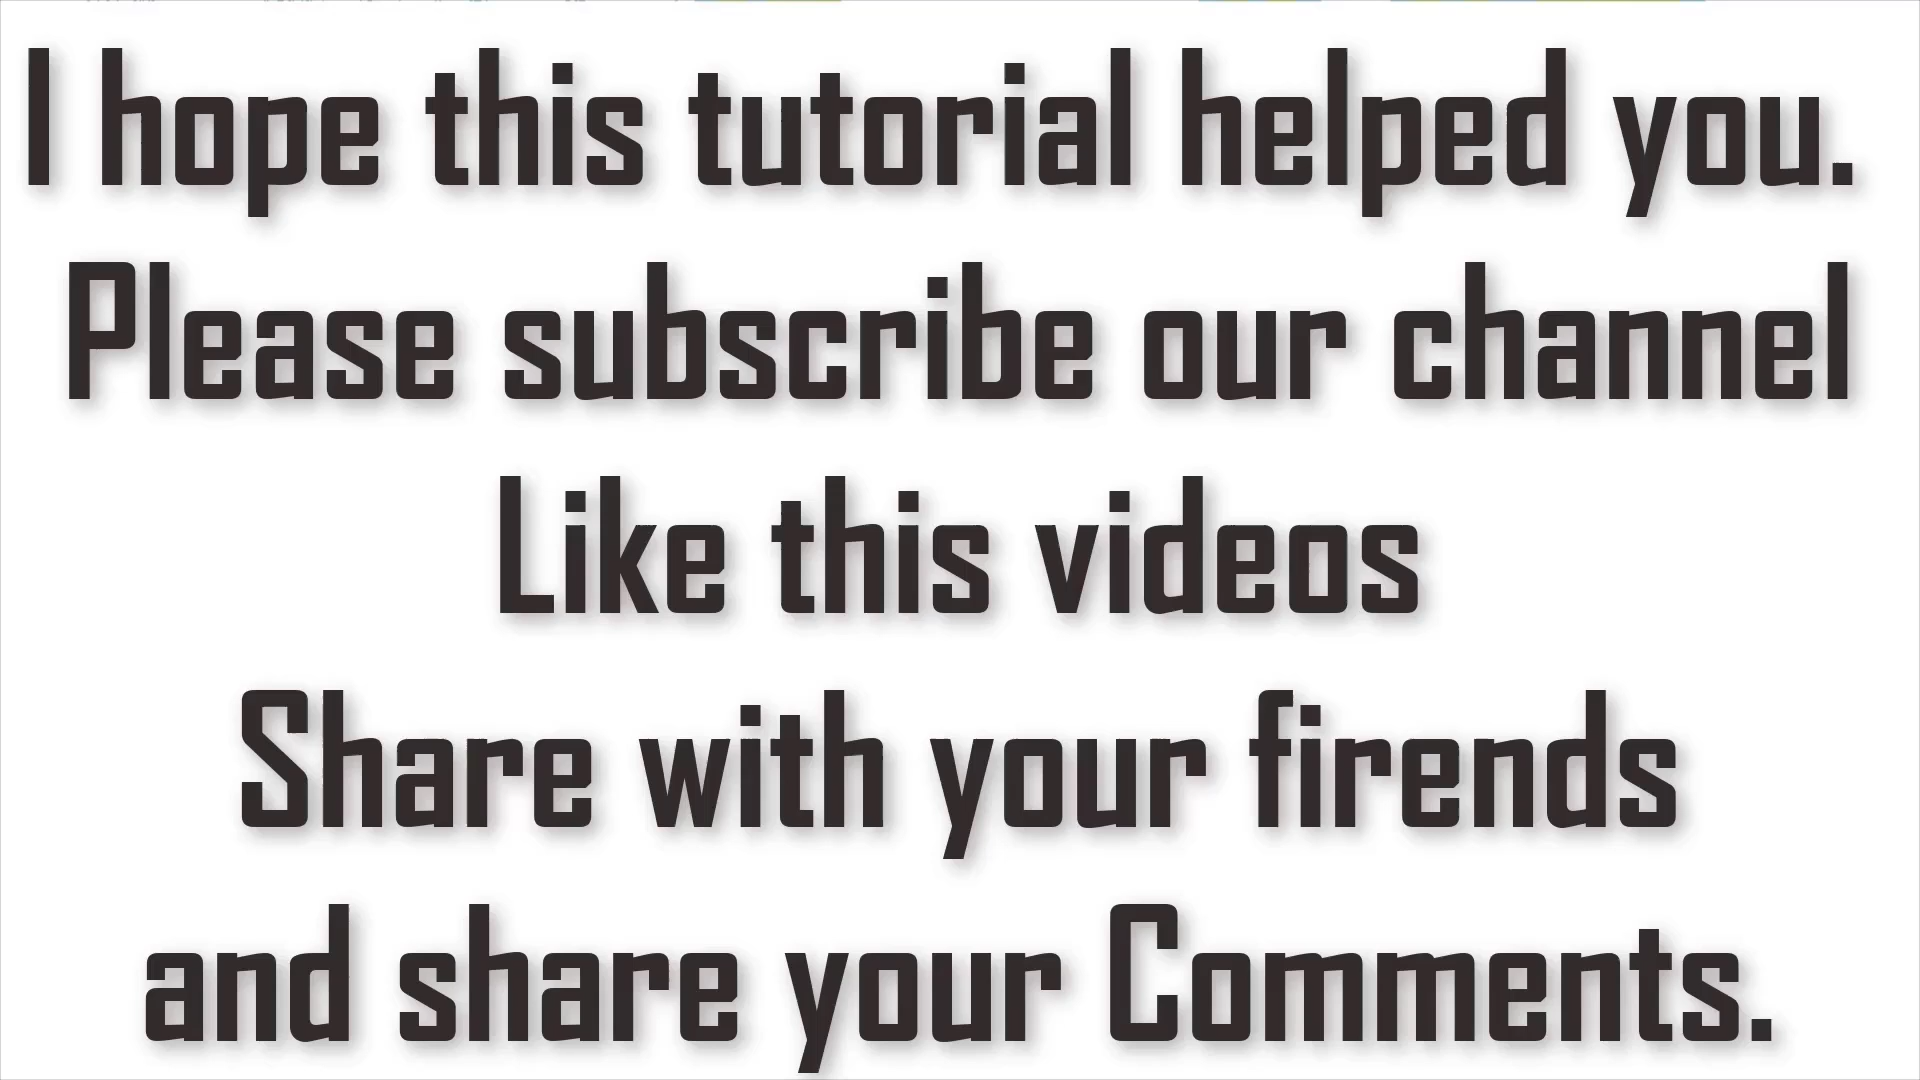 I hope this tutorial helped you.
Please subscribe our channel
Like this videos
Share with your firends
and share your Comments.